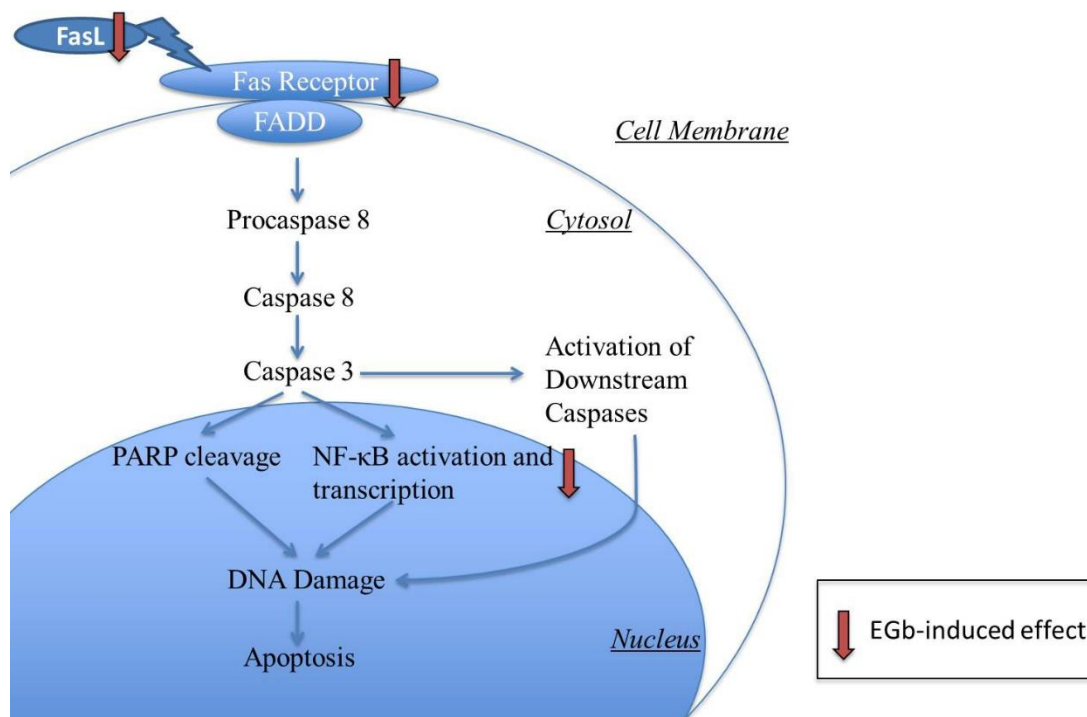 FasL
Fas Receptor
FADD
Cell Membrane
Procaspase 8
Cytosol
Caspase 8
Caspase 3
Activation of
Downstream
Caspases
PARP cleavage
NF-κB activation and
transcription
DNA Damage
Apoptosis
Nucleus
EGb-induced effect